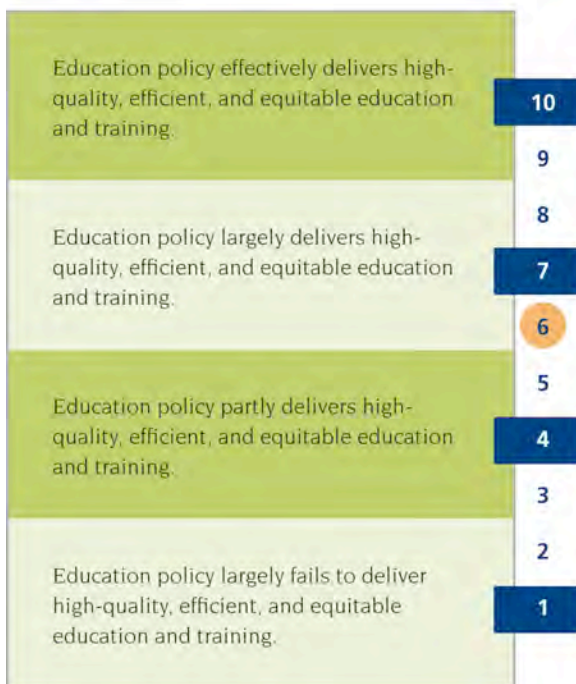 Education policy effectively delivers high-
quality, efficient, and equitable education
and training.
10
9
8
Education policy largely delivers high-
quality, efficient, and equitable education
and training.
7
6
5
Education policy partly delivers high-
quality, efficient, and equitable education
and training.
4
3
2
Education policy largely fails to deliver
high-quality, efficient, and equitable
education and training.
1